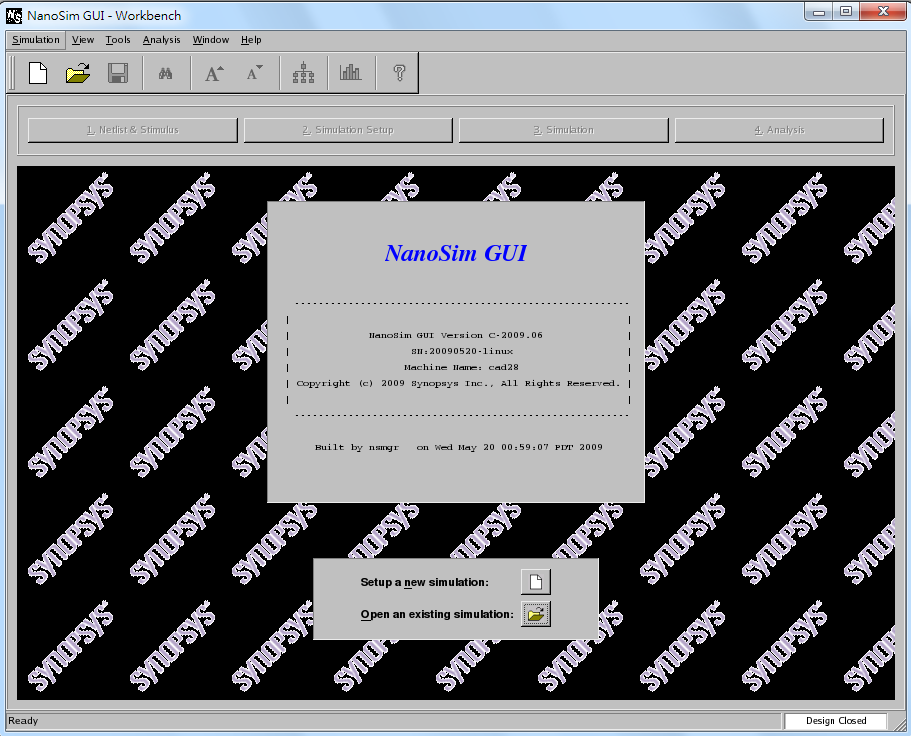 NanoSim GUI - Workbench
Simulation View Tools Analysis Window Help
1. Netlist & Stimulus 2. Simulation Setup 3. Simulation 4. Analysis
SYNOPSYS
NanoSim GUI
NanoSim GUI Version C-2009.06
SN:20090520-linux
Machine Name: cad28
Copyright (c) 2009 Synopsys Inc., All Rights Reserved.
Built by nsmgr on Wed May 20 00:59:07 PDT 2009
Setup a new simulation:
Open an existing simulation:
Ready Design Closed